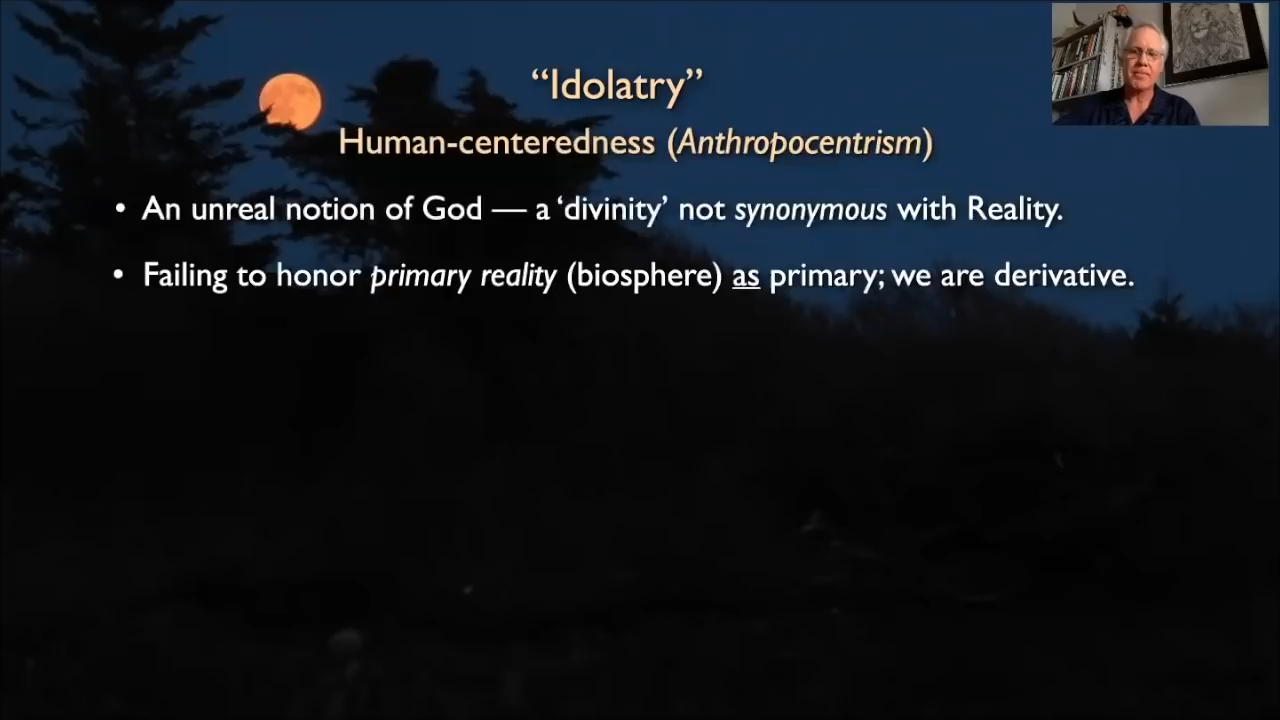 “Idolatry”
Human-centeredness (Anthropocentrism)
• An unreal notion of God — a ‘divinity’ not synonymous with Reality.
• Failing to honor primary reality (biosphere) as primary; we are derivative.